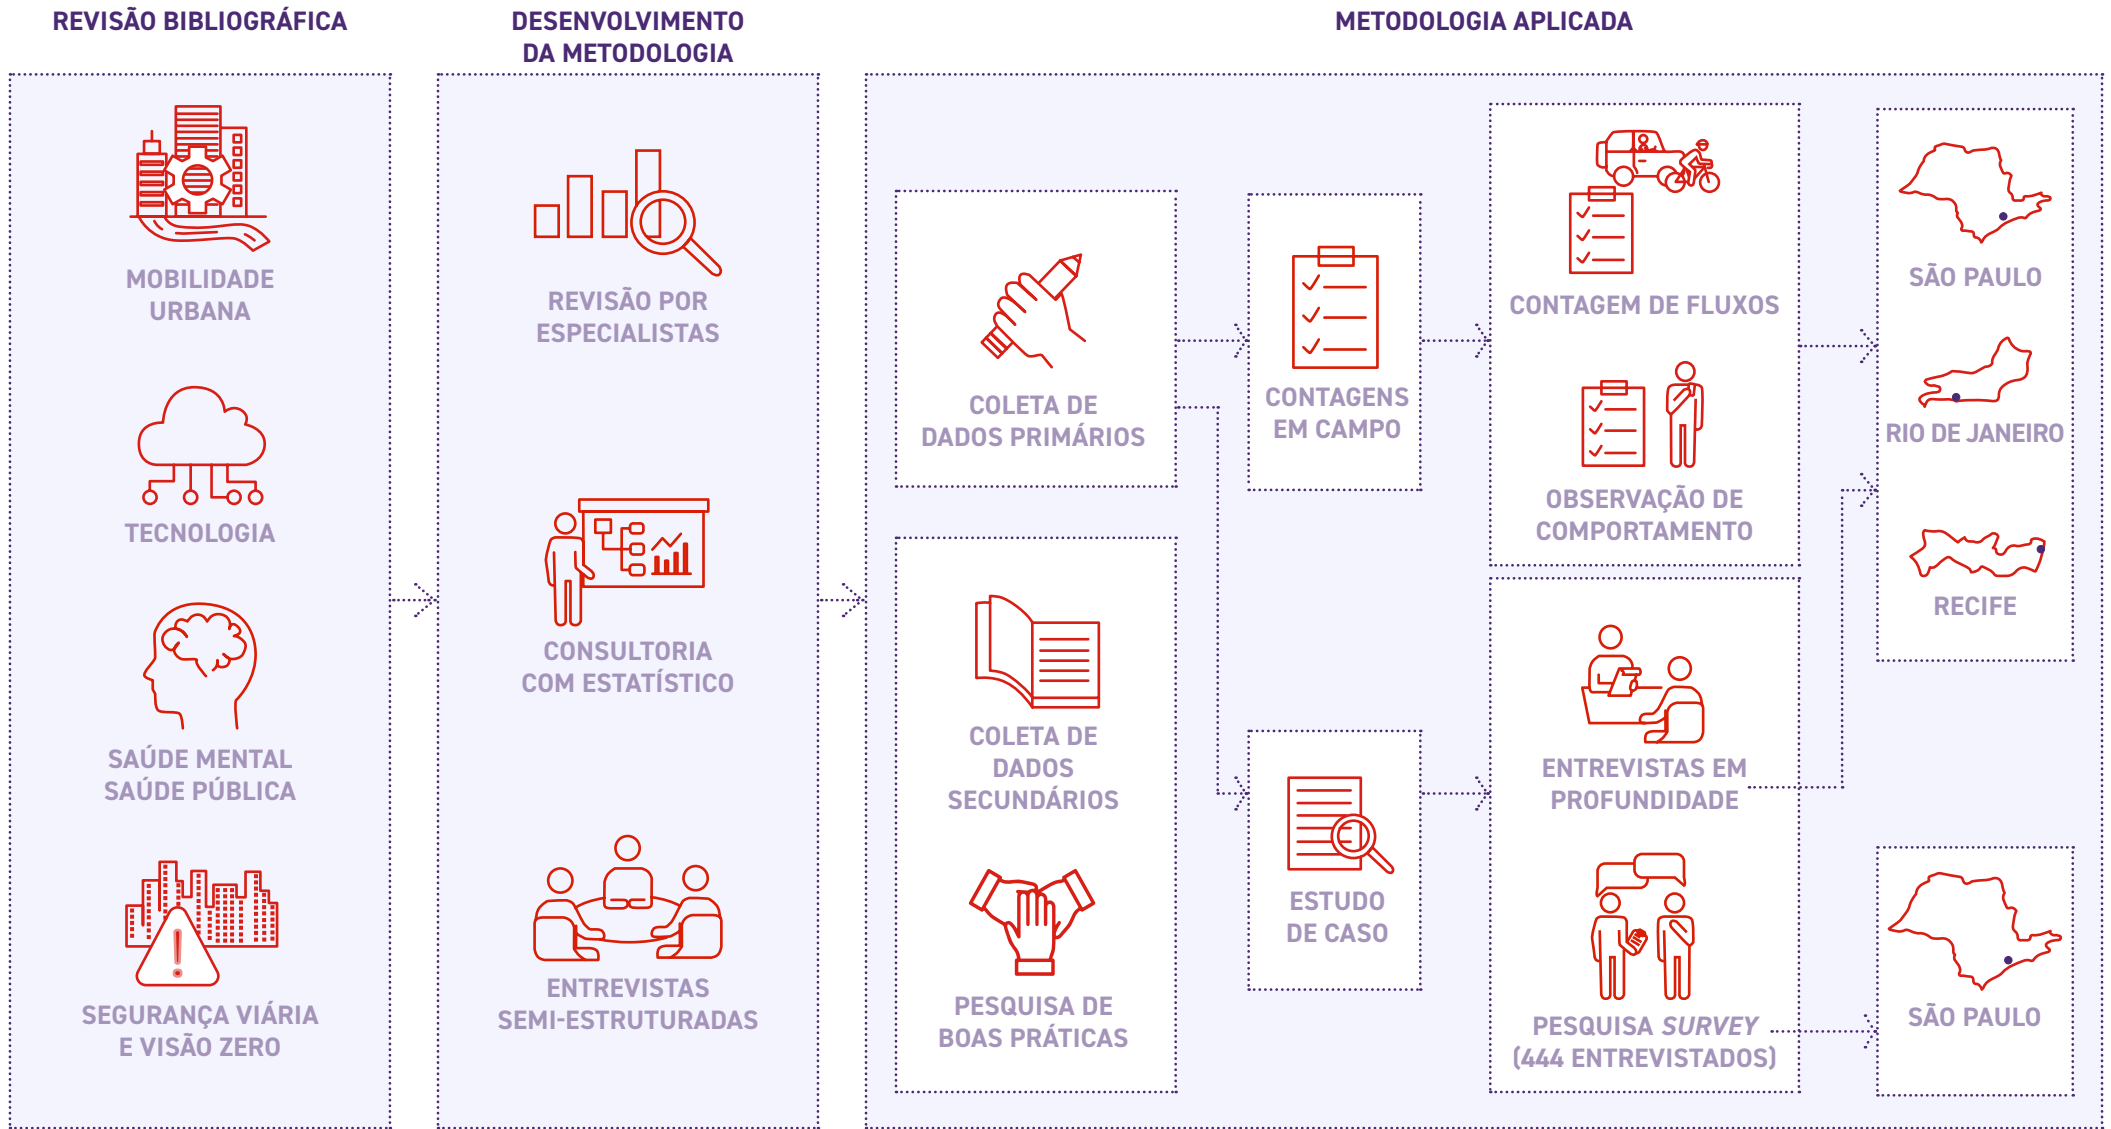 REVISÃO BIBLIOGRÁFICA
MOBILIDADE
URBANA
TECNOLOGIA
SAÚDE MENTAL
SAÚDE PÚBLICA
SEGURANÇA VIÁRIA
E VISÃO ZERO
DESENVOLVIMENTO
DA METODOLOGIA
REVISÃO POR
ESPECIALISTAS
CONSULTORIA
COM ESTATÍSTICO
ENTREVISTAS
SEMI-ESTRUTURADAS
METODOLOGIA APLICADA
COLETA DE
DADOS PRIMÁRIOS
COLETA DE
DADOS
SECUNDÁRIOS
PESQUISA DE
BOAS PRÁTICAS
CONTAGENS
EM CAMPO
ESTUDO
DE CASO
CONTAGEM DE FLUXOS
OBSERVAÇÃO DE
COMPORTAMENTO
ENTREVISTAS EM
PROFUNDIDADE
PESQUISA SURVEY
(444 ENTREVISTADOS)
SÃO PAULO
RIO DE JANEIRO
RECIFE
SÃO PAULO